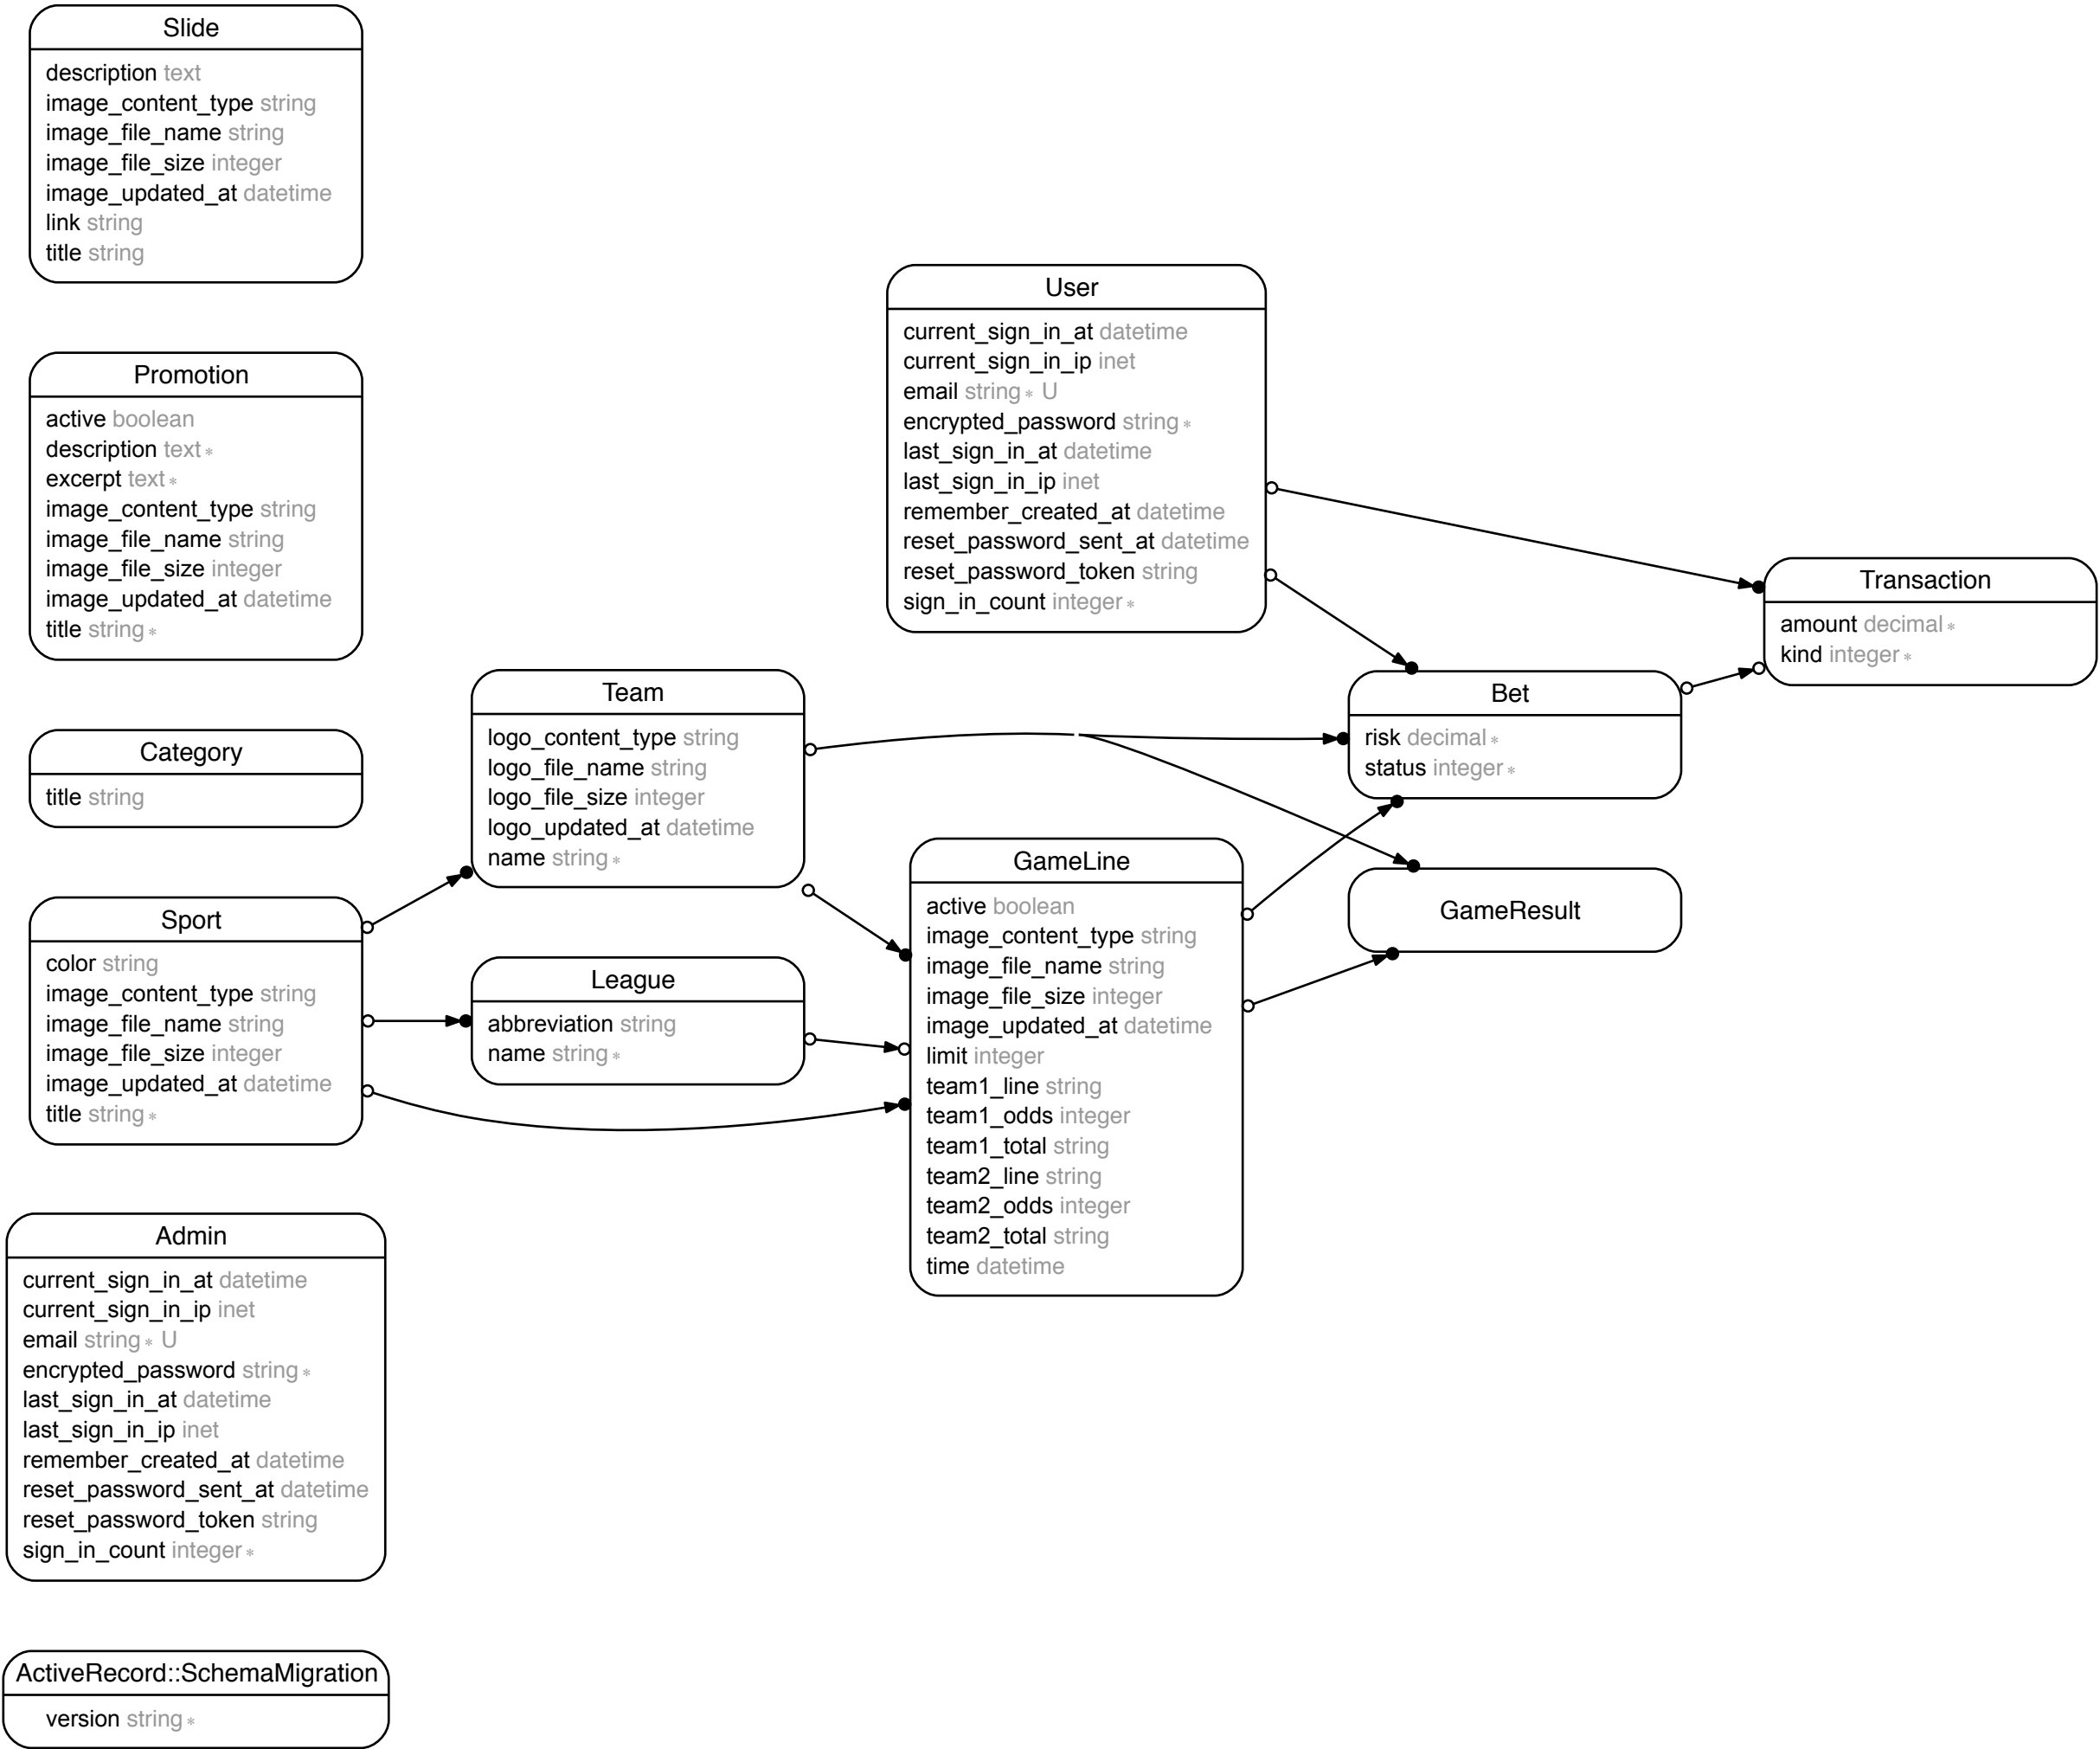 Slide
description text
image_content_type string
image_file_name string
image_file_size integer
image_updated_at datetime
link string
title string
Promotion
active boolean
description text *
excerpt text *
image_content_type string
image_file_name string
image_file_size integer
image_updated_at datetime
title string *
Category
title string
Sport
color string
image_content_type string
image_file_name string
image_file_size integer
image_updated_at datetime
title string *
Admin
current_sign_in_at datetime
current_sign_in_ip inet
email string * U
encrypted_password string *
last_sign_in_at datetime
last_sign_in_ip inet
remember_created_at datetime
reset_password_sent_at datetime
reset_password_token string
sign_in_count integer *
ActiveRecord::SchemaMigration
version string *
Team
logo_content_type string
logo_file_name string
logo_file_size integer
logo_updated_at datetime
name string *
League
abbreviation string
name string *
User
current_sign_in_at datetime
current_sign_in_ip inet
email string * U
encrypted_password string *
last_sign_in_at datetime
last_sign_in_ip inet
remember_created_at datetime
reset_password_sent_at datetime
reset_password_token string
sign_in_count integer *
GameLine
active boolean
image_content_type string
image_file_name string
image_file_size integer
image_updated_at datetime
limit integer
team1_line string
team1_odds integer
team1_total string
team2_line string
team2_odds integer
team2_total string
time datetime
Bet
risk decimal *
status integer *
GameResult
Transaction
amount decimal *
kind integer *